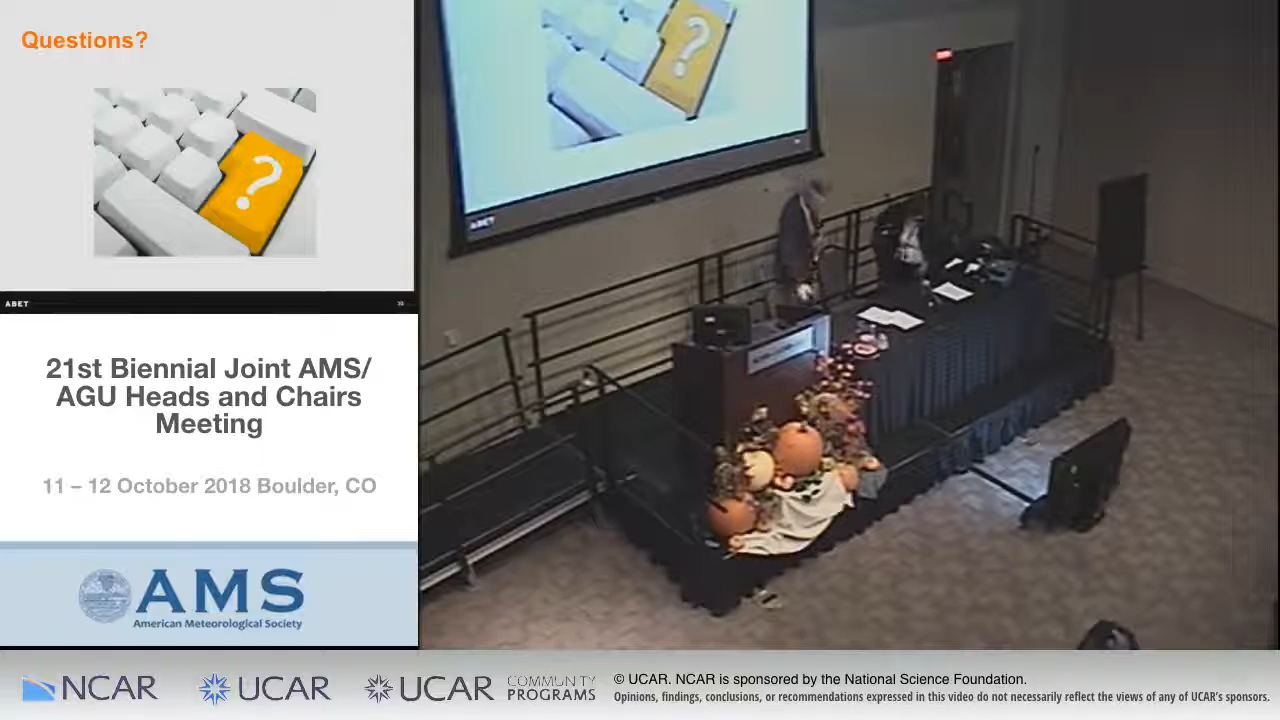 Questions?
?
ABET
21st Biennial Joint AMS/
AGU Heads and Chairs
Meeting
11 – 12 October 2018 Boulder, CO
AMS
American Meteorological Society
?
ABET
NCAR
UCAR
UCAR
COMMUNITY
PROGRAMS
© UCAR. NCAR is sponsored by the National Science Foundation.
Opinions, findings, conclusions, or recommendations expressed in this video do not necessarily reflect the views of any of UCAR's sponsors.